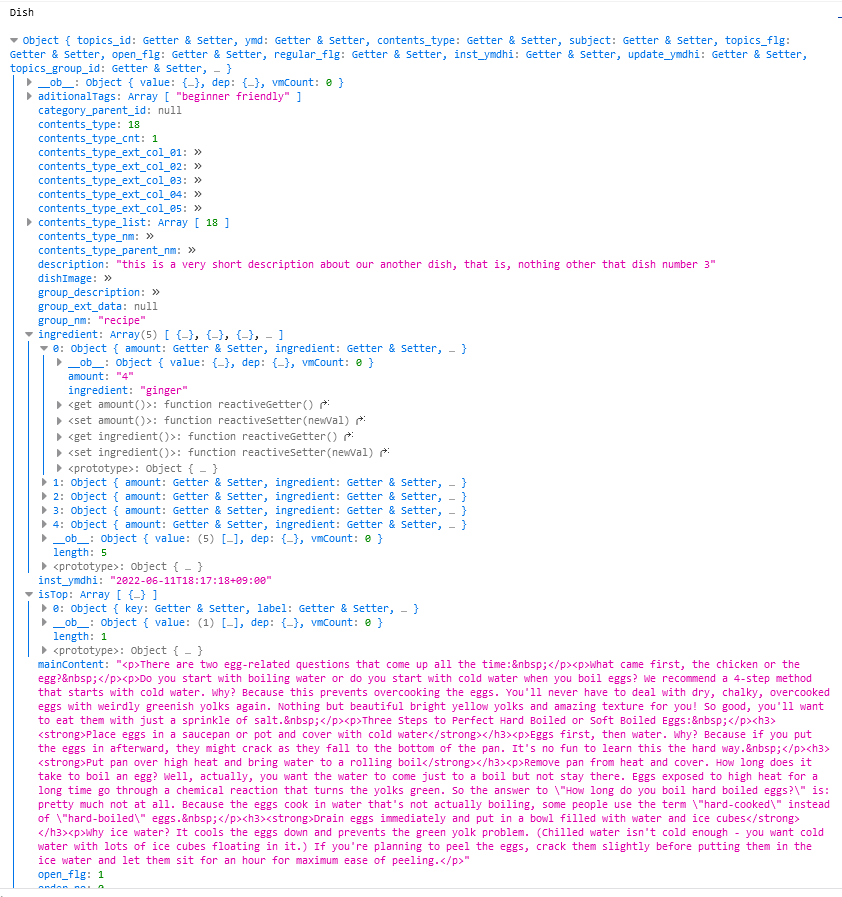 Dish
Object { topics_id: Getter & Setter, ymd: Getter & Setter, contents_type: Getter & Setter, subject: Getter & Setter, topics_flg:
Getter & Setter, open_flg: Getter & Setter, regular_flg: Getter & Setter, inst_ymdhi: Getter & Setter, update_ymdhi: Getter & Setter,
topics_group_id: Getter & Setter, … }
__ob__: Object { value: {…}, dep: {…}, vmCount: 0 }
aditionalTags: Array [ "beginner friendly" ]
category_parent_id: null
contents_type: 18
contents_type_cnt: 1
contents_type_ext_col_01: »
contents_type_ext_col_02: »
contents_type_ext_col_03: »
contents_type_ext_col_04: »
contents_type_ext_col_05: »
contents_type_list: Array [ 18 ]
contents_type_nm: »
contents_type_parent_nm: »
description: "this is a very short description about our another dish, that is, nothing other that dish number 3"
dishImage: »
group_description: »
group_ext_data: null
group_nm: "recipe"
ingredient: Array(5) [ {…}, {…}, {…}, … ]
0: Object { amount: Getter & Setter, ingredient: Getter & Setter, … }
__ob__: Object { value: {…}, dep: {…}, vmCount: 0 }
amount: "4"
ingredient: "ginger"
<get amount()>: function reactiveGetter()
<set amount()>: function reactiveSetter(newVal)
<get ingredient()>: function reactiveGetter()
<set ingredient()>: function reactiveSetter(newVal)
<prototype>: Object { … }
1: Object { amount: Getter & Setter, ingredient: Getter & Setter, … }
2: Object { amount: Getter & Setter, ingredient: Getter & Setter, … }
3: Object { amount: Getter & Setter, ingredient: Getter & Setter, … }
4: Object { amount: Getter & Setter, ingredient: Getter & Setter, … }
__ob__: Object { value: (5) […], dep: {…}, vmCount: 0 }
length: 5
<prototype>: Object { … }
inst_ymdhi: "2022-06-11T18:17:18+09:00"
isTop: Array [ {…} ]
0: Object { key: Getter & Setter, label: Getter & Setter, … }
__ob__: Object { value: (1) […], dep: {…}, vmCount: 0 }
length: 1
<prototype>: Object { … }
mainContent: "<p>There are two egg-related questions that come up all the time:&nbsp;</p><p>What came first, the chicken or the
egg?&nbsp;</p><p>Do you start with boiling water or do you start with cold water when you boil eggs? We recommend a 4-step method
that starts with cold water. Why? Because this prevents overcooking the eggs. You'll never have to deal with dry, chalky, overcooked
eggs with weirdly greenish yolks again. Nothing but beautiful bright yellow yolks and amazing texture for you! So good, you'll want
to eat them with just a sprinkle of salt.&nbsp;</p><p>Three Steps to Perfect Hard Boiled or Soft Boiled Eggs:&nbsp;</p><h3>
<strong>Place eggs in a saucepan or pot and cover with cold water</strong></h3><p>Eggs first, then water. Why? Because if you put
the eggs in afterward, they might crack as they fall to the bottom of the pan. It's no fun to learn this the hard way.&nbsp;</p><h3>
<strong>Put pan over high heat and bring water to a rolling boil</strong></h3><p>Remove pan from heat and cover. How long does it
take to boil an egg? Well, actually, you want the water to come just to a boil but not stay there. Eggs exposed to high heat for a
long time go through a chemical reaction that turns the yolks green. So the answer to \"How long do you boil hard boiled eggs?\" is:
pretty much not at all. Because the eggs cook in water that's not actually boiling, some people use the term \"hard-cooked\" instead
of \"hard-boiled\" eggs.&nbsp;</p><h3><strong>Drain eggs immediately and put in a bowl filled with water and ice cubes</strong>
</h3><p>Why ice water? It cools the eggs down and prevents the green yolk problem. (Chilled water isn't cold enough - you want cold
water with lots of ice cubes floating in it.) If you're planning to peel the eggs, crack them slightly before putting them in the
ice water and let them sit for an hour for maximum ease of peeling.</p>"
open_flg: 1
order_no: 0